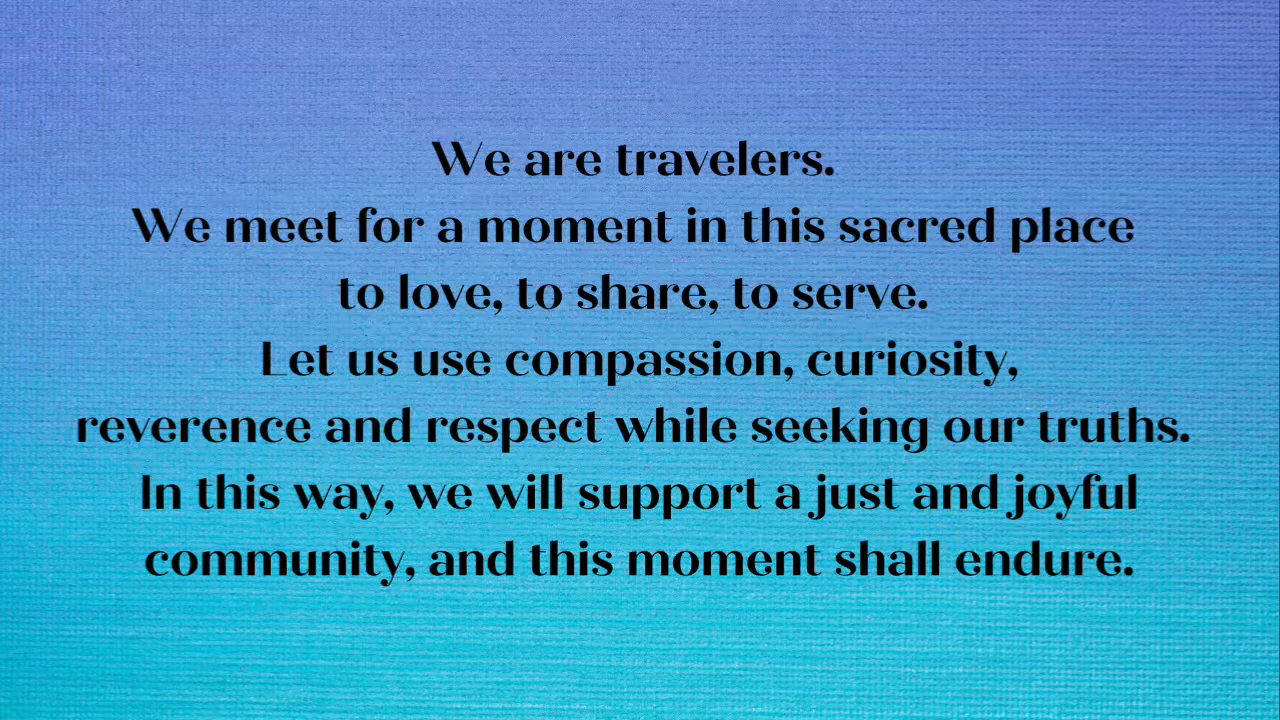 We are travelers.
We meet for a moment in this sacred place
to love, to share, to serve.
Let us use compassion, curiosity,
reverence and respect while seeking our truths.
In this way, we will support a just and joyful
community, and this moment shall endure.